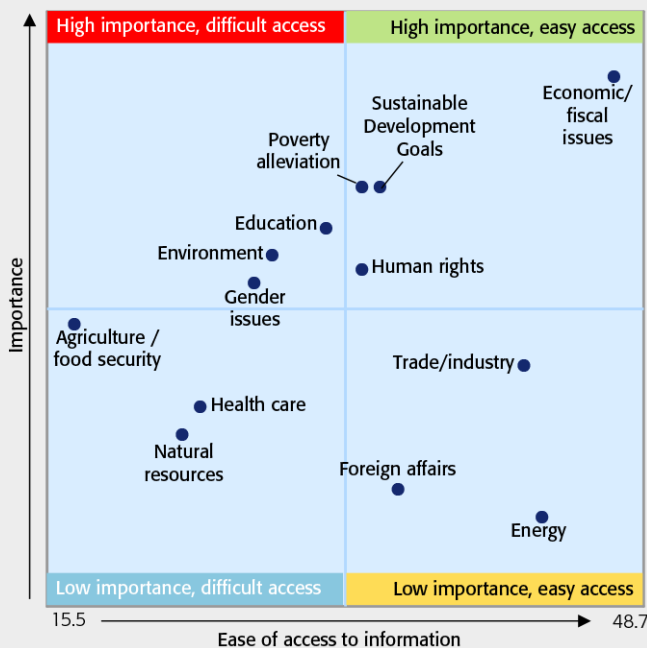 High importance, difficult access
High importance, easy access
Economic/
fiscal
issues
Sustainable
Development
Goals
Poverty
alleviation
Education
Environment
Human rights
Gender
issues
Importance
Agriculture /
food security
Trade/industry
Health care
Natural
resources
Foreign affairs
Energy
Low importance, difficult access
Low importance, easy access
15.5
48.7
Ease of access to information